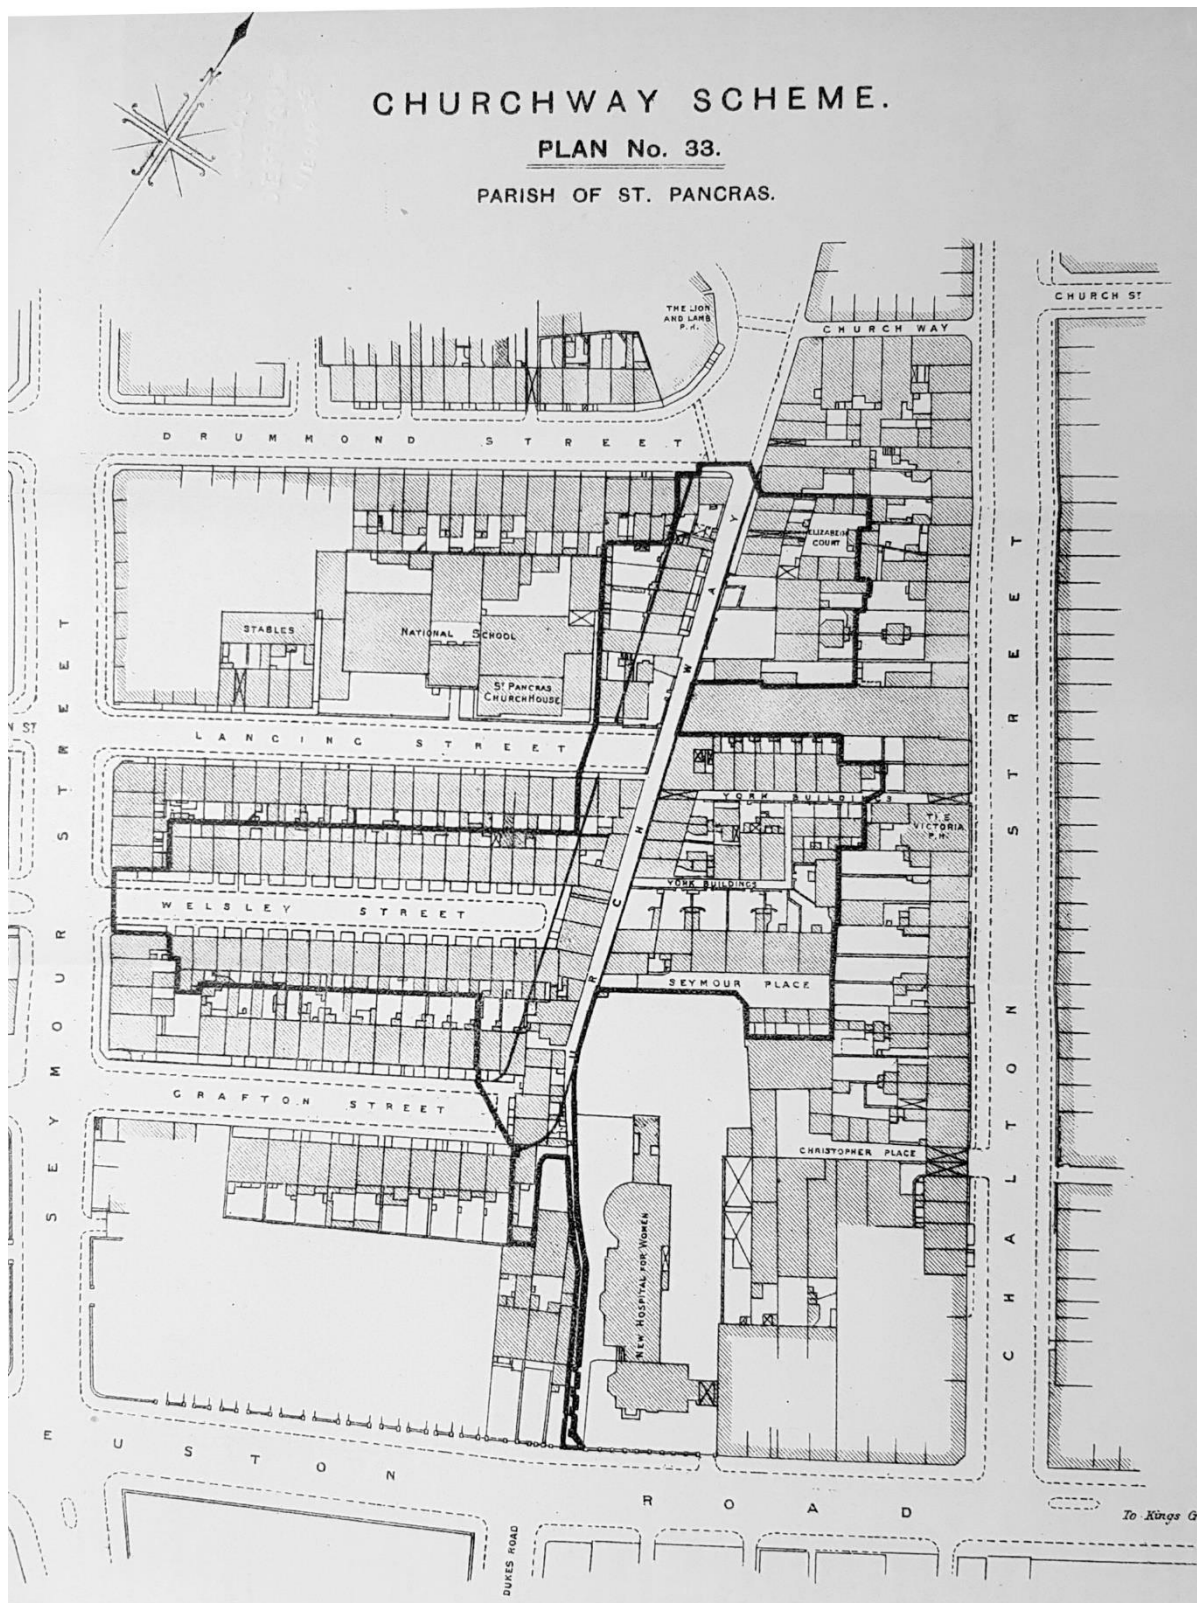 N
CHURCHWAY SCHEME.
PLAN No. 33.
PARISH OF ST. PANCRAS.
CHURCH ST
THE LION
AND LAMB
P.H.
CHURCH WAY
DRUMMOND STREET
ELIZABETH
COURT
STABLES
NATIONAL SCHOOL
ST PANCRAS
CHURCH HOUSE
N ST
LANCING STREET
CHURCHWAY
YORK BUILDINGS
THE
VICTORIA
P.H.
YORK BUILDINGS
WELSLEY STREET
SEYMOUR PLACE
SEYMOUR STREET
CHALTON STREET
GRAFTON STREET
CHRISTOPHER PLACE
NEW HOSPITAL FOR WOMEN
EUSTON ROAD
To Kings
DUKES ROAD